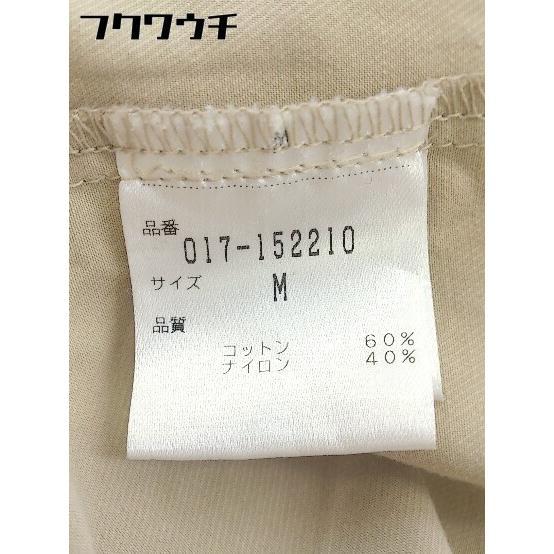 フクワウチ
品番
017-152210
サイズ M
品質
コットン 60%
ナイロン 40%